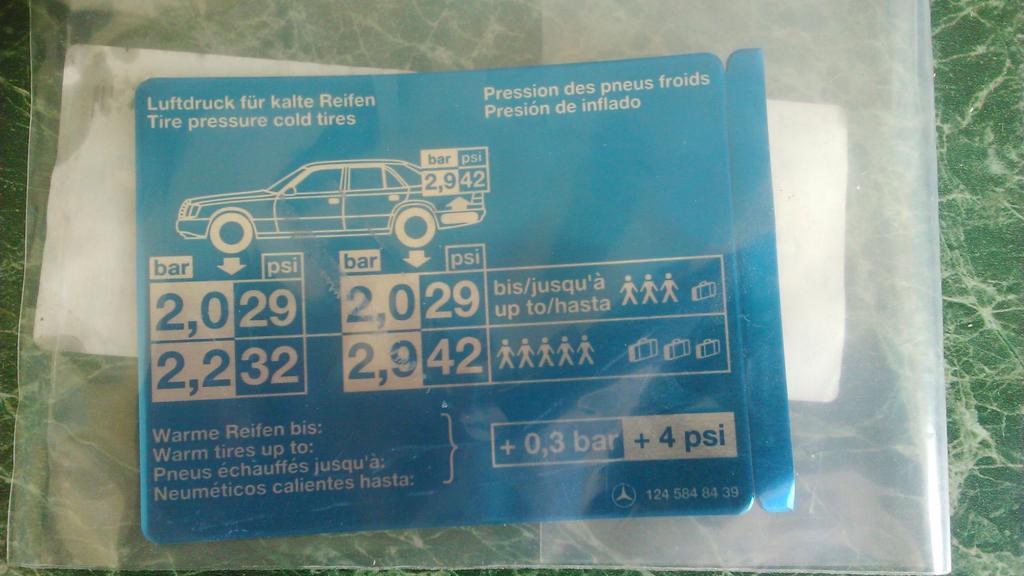 Luftdruck für kalte Reifen
Tire pressure cold tires
Pression des pneus froids
Presión de inflado
bar psi
2,9 42
bar psi bar psi
2,0 29 2,0 29 bis/jusqu'à
up to/hasta
2,2 32 2,9 42
Warme Reifen bis:
Warm tires up to:
Pneus échauffés jusqu'à:
Neuméticos calientes hasta:
+ 0,3 bar + 4 psi
124 584 84 39